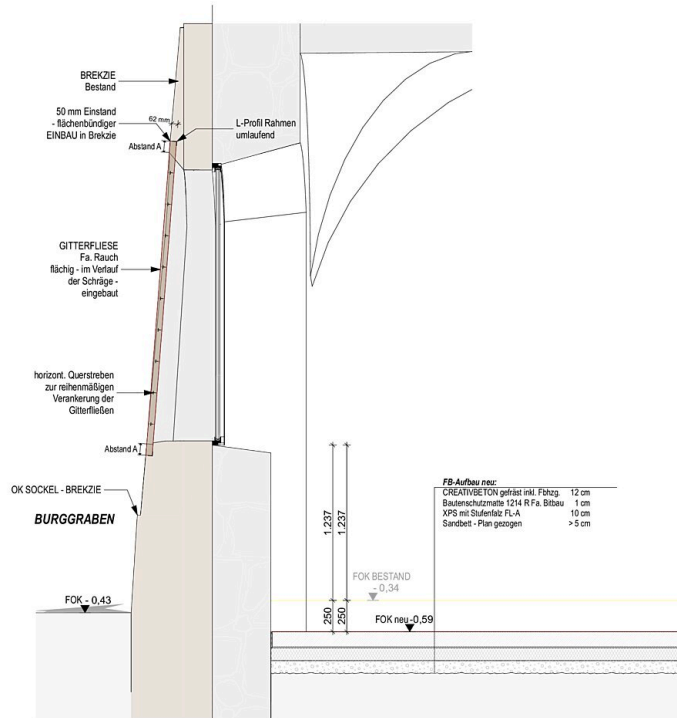 BREKZIE
Bestand
50 mm Einstand
- flächenbündiger
EINBAU in Brekzie
62 mm
L-Profil Rahmen
umlaufend
Abstand A
GITTERFLIESE
Fa. Rauch
flächig - im Verlauf
der Schräge -
eingebaut
horizont. Querstreben
zur reihenmäßigen
Verankerung der
Gitterfließen
Abstand A
OK SOCKEL - BREKZIE
BURGGRABEN
FOK - 0,43
1.237
1.237
250
250
FOK BESTAND
- 0,34
FOK neu -0,59
FB-Aufbau neu:
CREATIVBETON gefräst inkl. Fbhzg. 12 cm
Bautenschutzmatte 1214 R Fa. Bitbau 1 cm
XPS mit Stufenfalz FL-A 10 cm
Sandbett - Plan gezogen > 5 cm